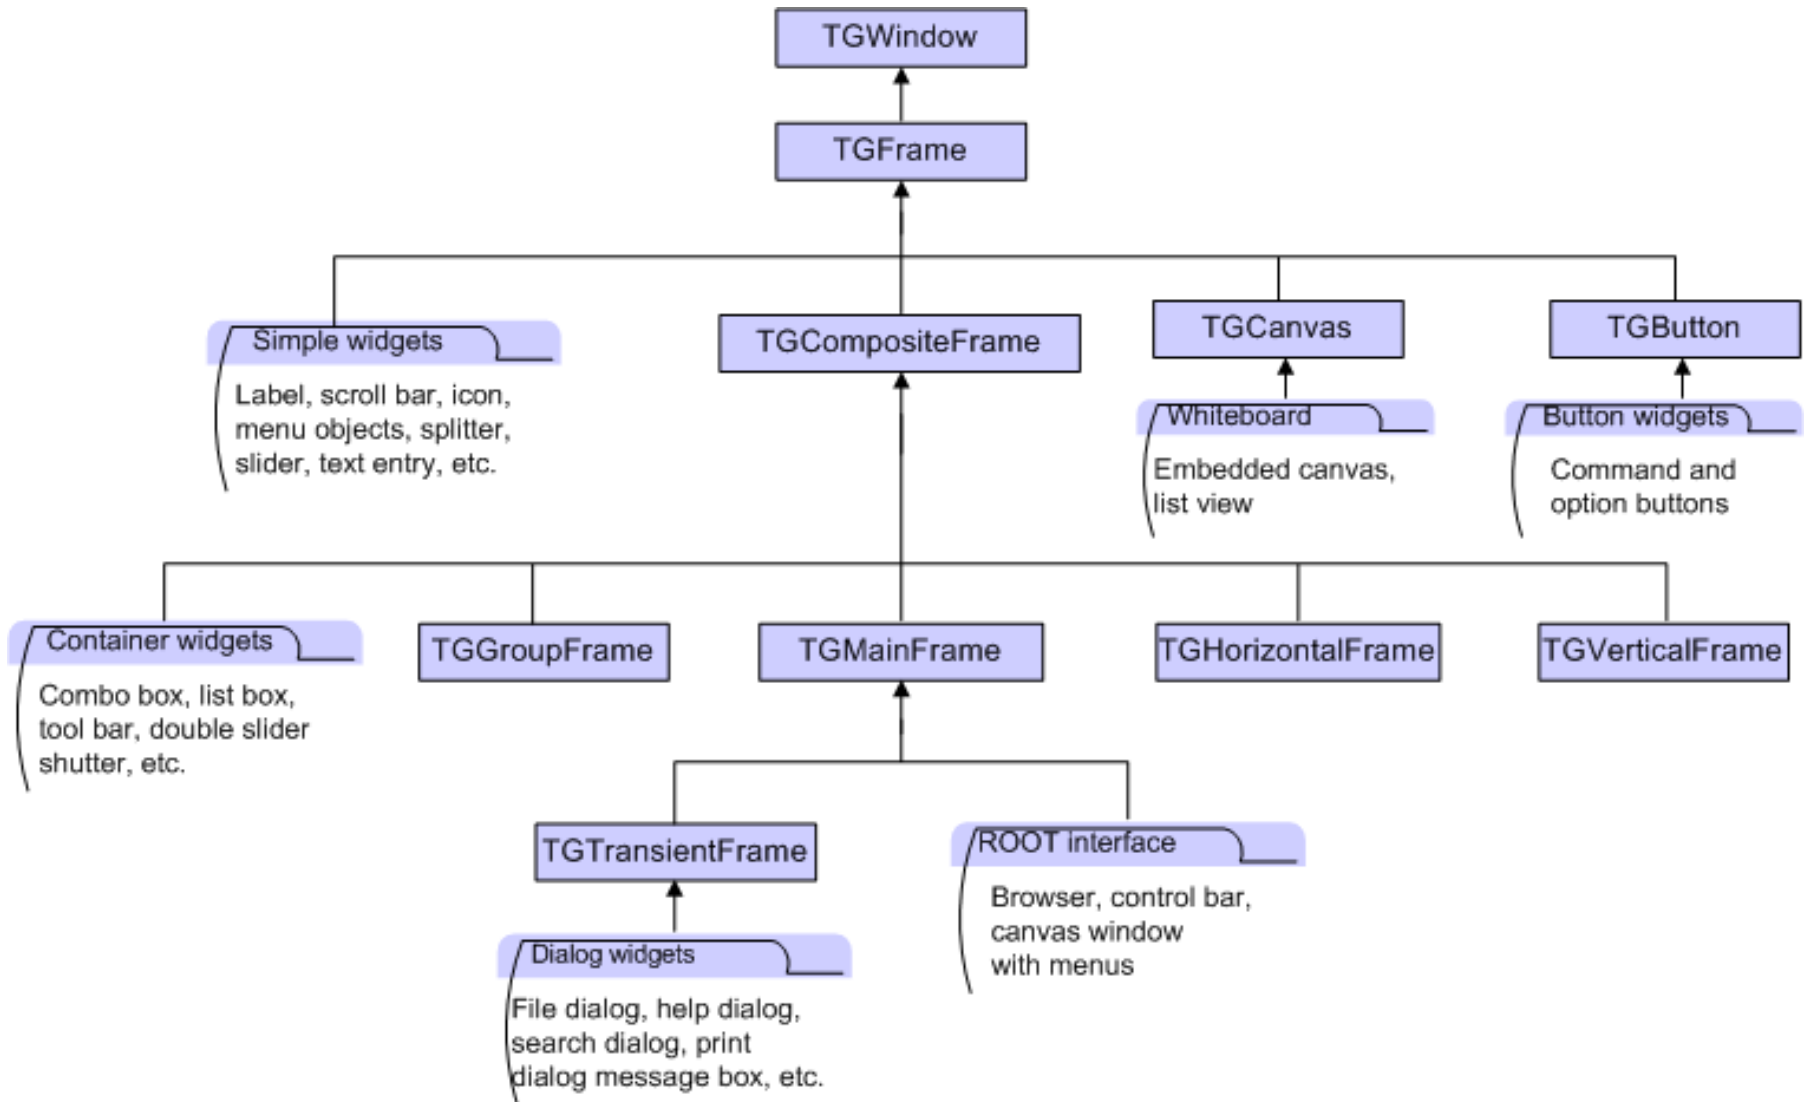 TGWindow
TGFrame
Simple widgets
Label, scroll bar, icon,
menu objects, splitter,
slider, text entry, etc.
TGCompositeFrame
TGCanvas
Whiteboard
Embedded canvas,
list view
TGButton
Button widgets
Command and
option buttons
Container widgets
Combo box, list box,
tool bar, double slider
shutter, etc.
TGGroupFrame
TGMainFrame
TGHorizontalFrame
TGVerticalFrame
TGTransientFrame
Dialog widgets
File dialog, help dialog,
search dialog, print
dialog message box, etc.
ROOT interface
Browser, control bar,
canvas window
with menus